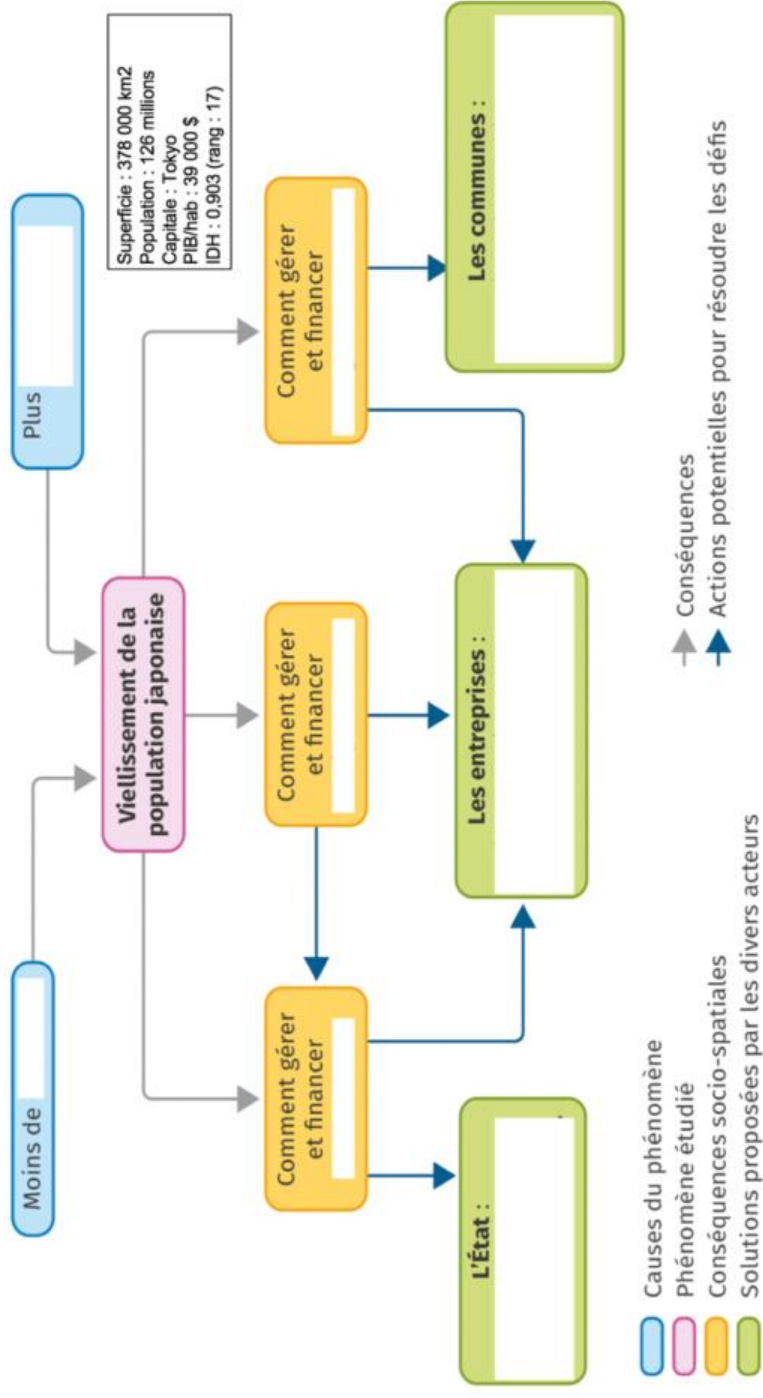 Moins de
Plus
Superficie : 378 000 km2
Population : 126 millions
Capitale : Tokyo
PIB/hab : 39 000 $
IDH : 0,903 (rang : 17)
Viellissement de la
population japonaise
Comment gérer
et financer
Comment gérer
et financer
Comment gérer
et financer
L'État :
Les entreprises :
Les communes :
Causes du phénomène
Phénomène étudié
Conséquences socio-spatiales
Solutions proposées par les divers acteurs
Conséquences
Actions potentielles pour résoudre les défis